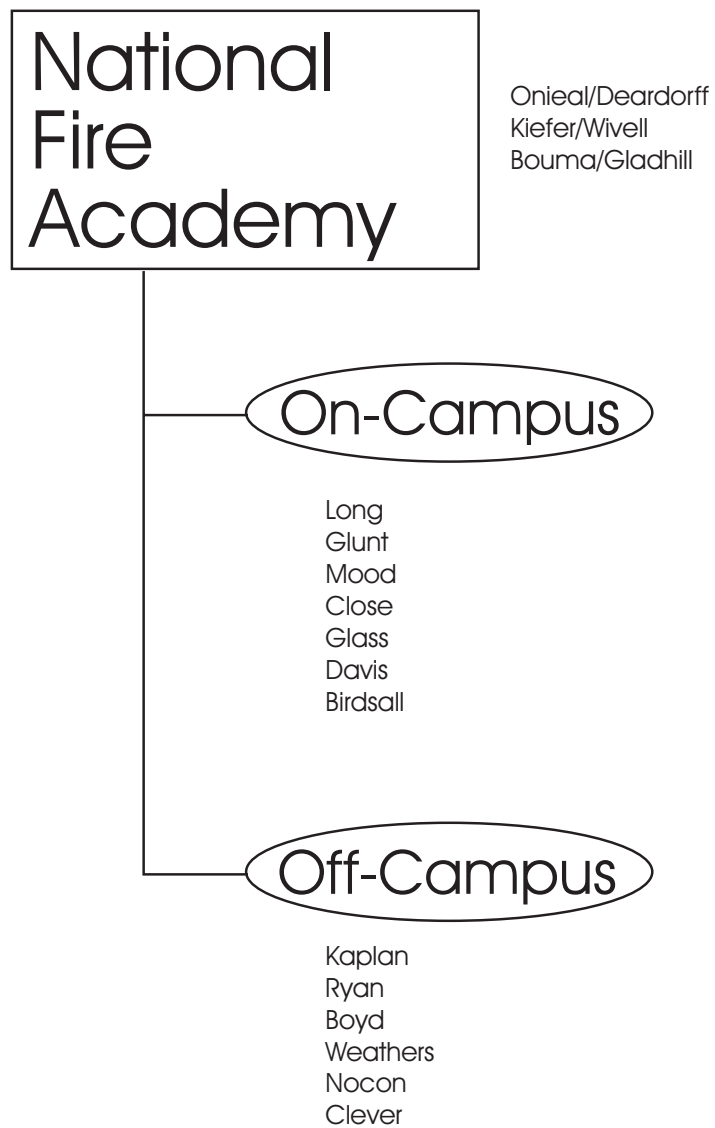 National
Fire
Academy
Onieal/Deardorff
Kiefer/Wivell
Bouma/Gladhill
On-Campus
Long
Glunt
Mood
Close
Glass
Davis
Birdsall
Off-Campus
Kaplan
Ryan
Boyd
Weathers
Nocon
Clever